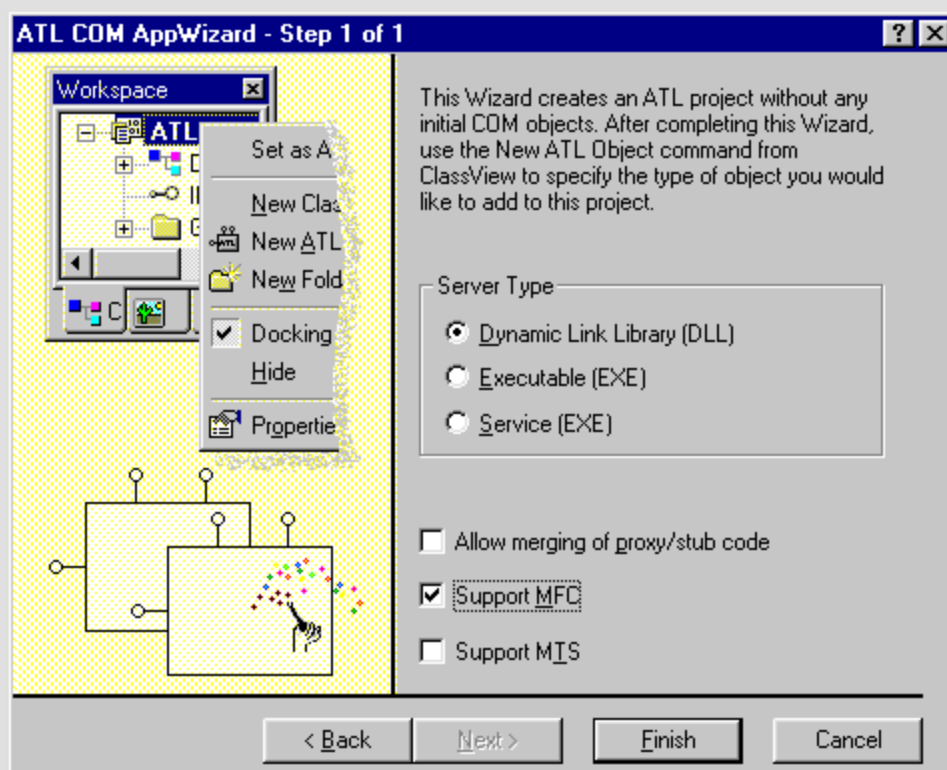 ATL COM AppWizard - Step 1 of 1
Workspace
ATL
Set as A
New Clas
New ATL
New Fold
Docking
Hide
Propertie
C
This Wizard creates an ATL project without any
initial COM objects. After completing this Wizard,
use the New ATL Object command from
ClassView to specify the type of object you would
like to add to this project.
Server Type
Dynamic Link Library (DLL)
Executable (EXE)
Service (EXE)
Allow merging of proxy/stub code
Support MFC
Support MTS
< Back
Next >
Finish
Cancel